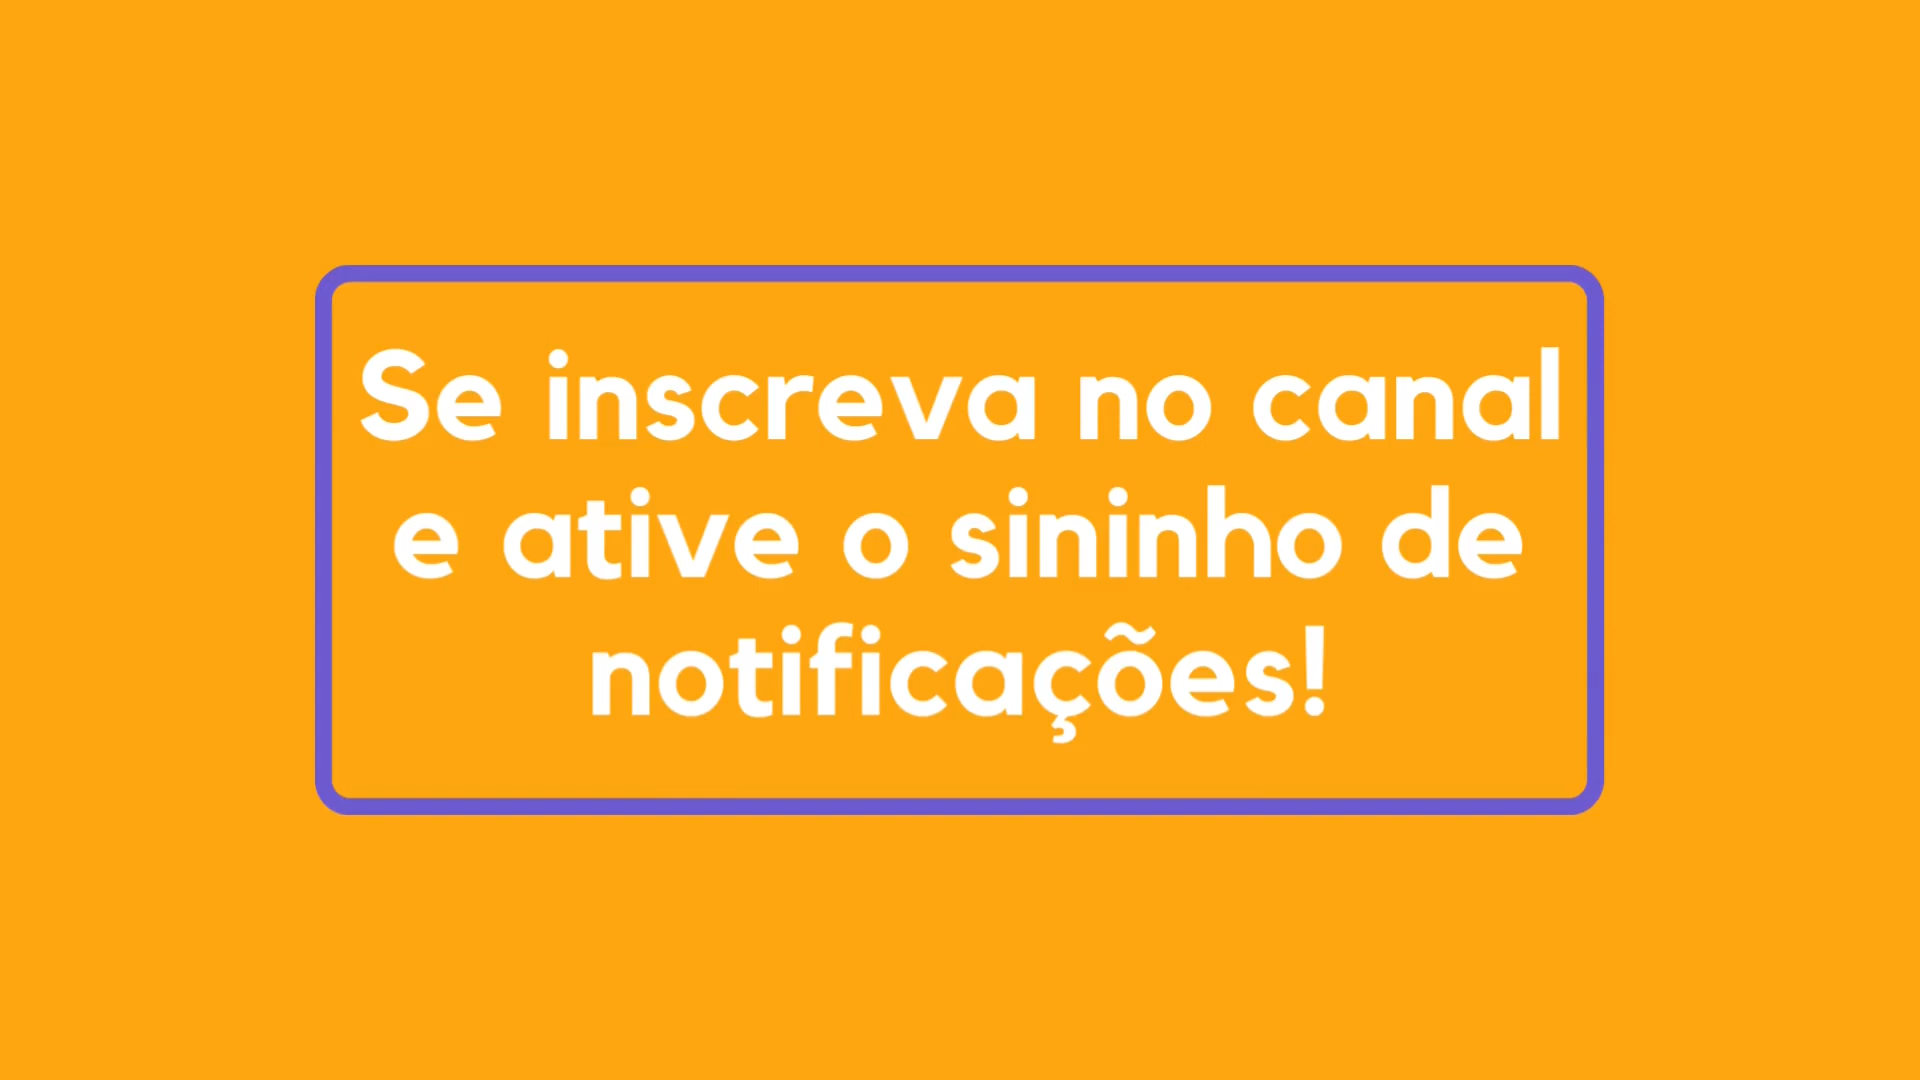 Se inscreva no canal
e ative o sininho de
notificações!